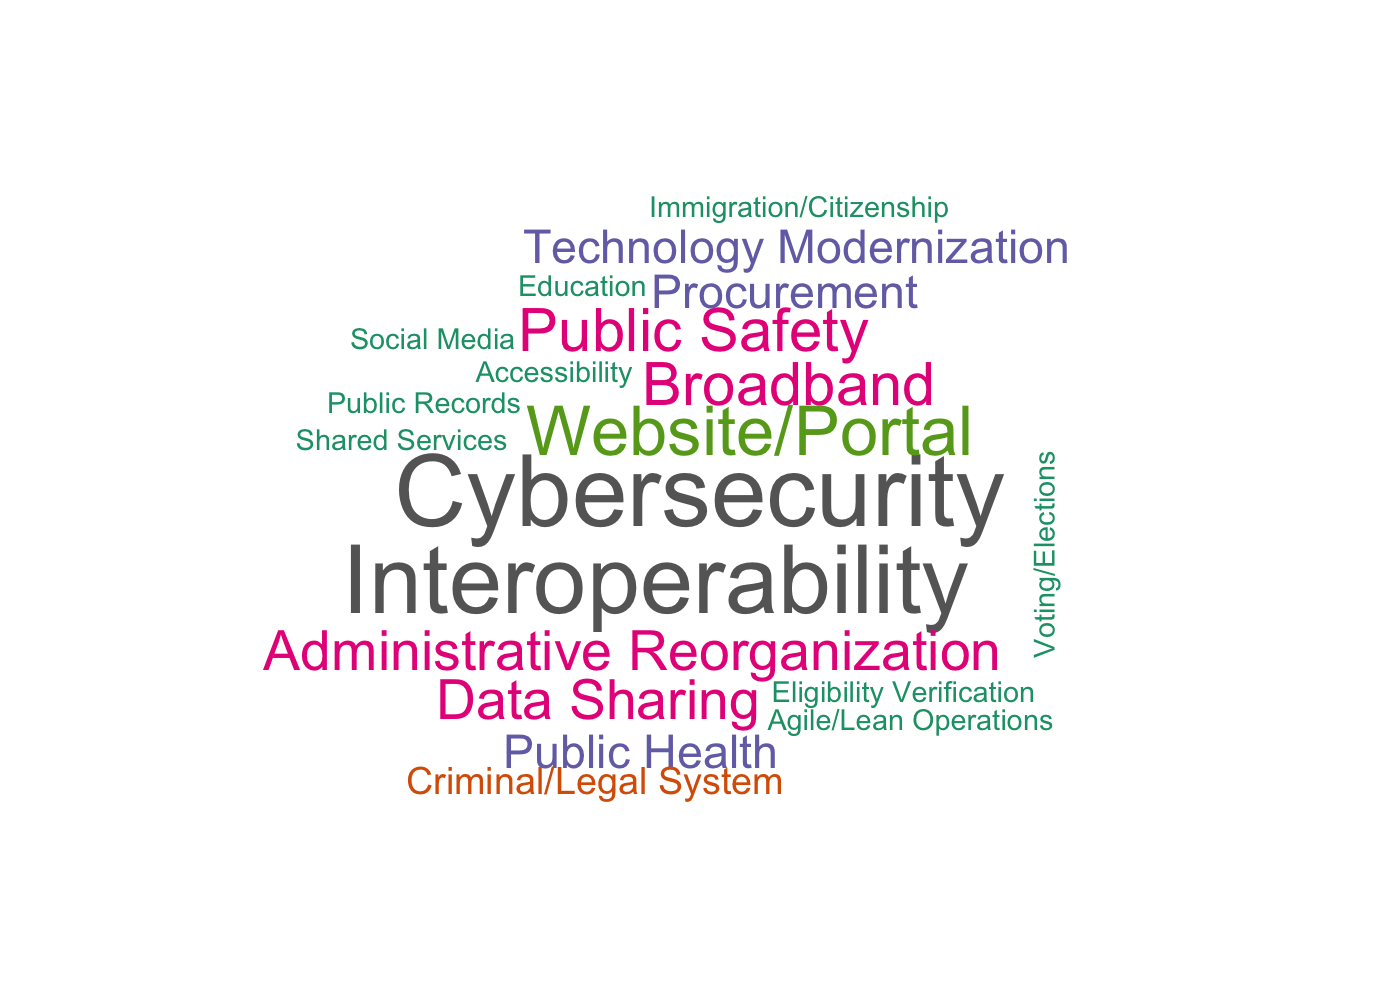 Immigration/Citizenship
Technology Modernization
Education
Procurement
Public Safety
Social Media
Accessibility
Broadband
Public Records
Website/Portal
Shared Services
Cybersecurity
Voting/Elections
Interoperability
Administrative Reorganization
Data Sharing
Eligibility Verification
Agile/Lean Operations
Public Health
Criminal/Legal System